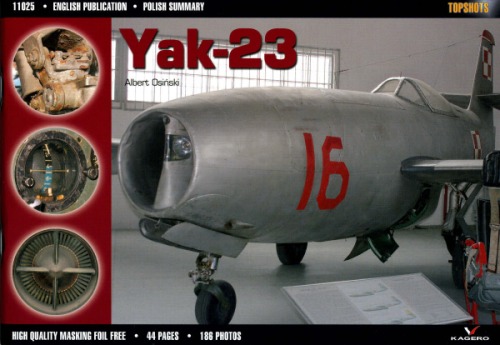 11025 • ENGLISH PUBLICATION • POLISH SUMMARY
TOPSHOTS
Yak-23
Albert Osiński
16
HIGH QUALITY MASKING FOIL FREE • 44 PAGES • 186 PHOTOS
KAGERO